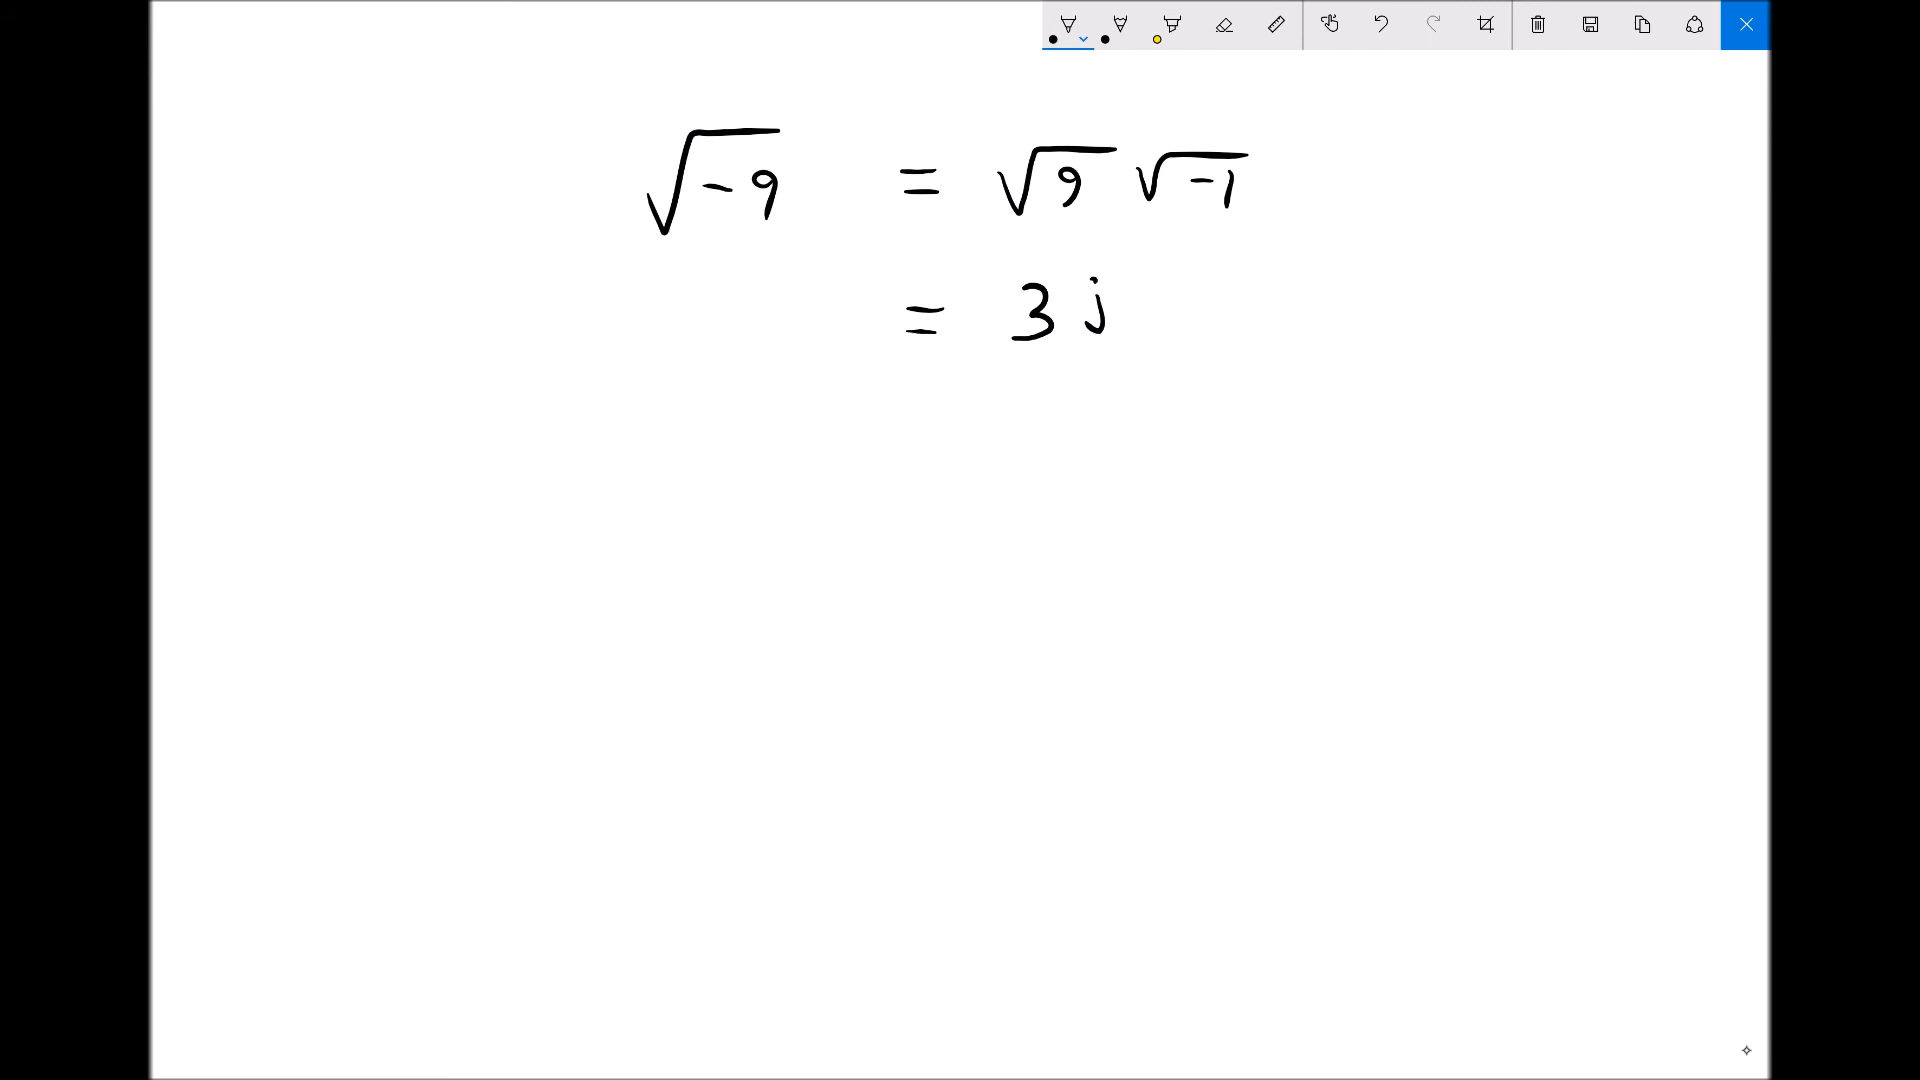 √-9 = √9 √-1
= 3j